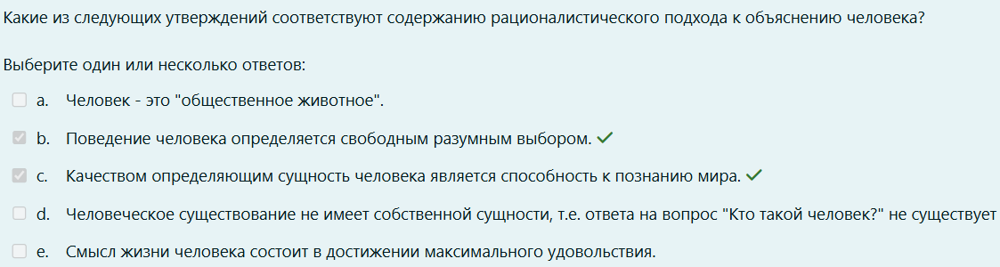 Какие из следующих утверждений соответствуют содержанию рационалистического подхода к объяснению человека?
Выберите один или несколько ответов:
a. Человек - это "общественное животное".
b. Поведение человека определяется свободным разумным выбором.
c. Качеством определяющим сущность человека является способность к познанию мира.
d. Человеческое существование не имеет собственной сущности, т.е. ответа на вопрос "Кто такой человек?" не существует
e. Смысл жизни человека состоит в достижении максимального удовольствия.